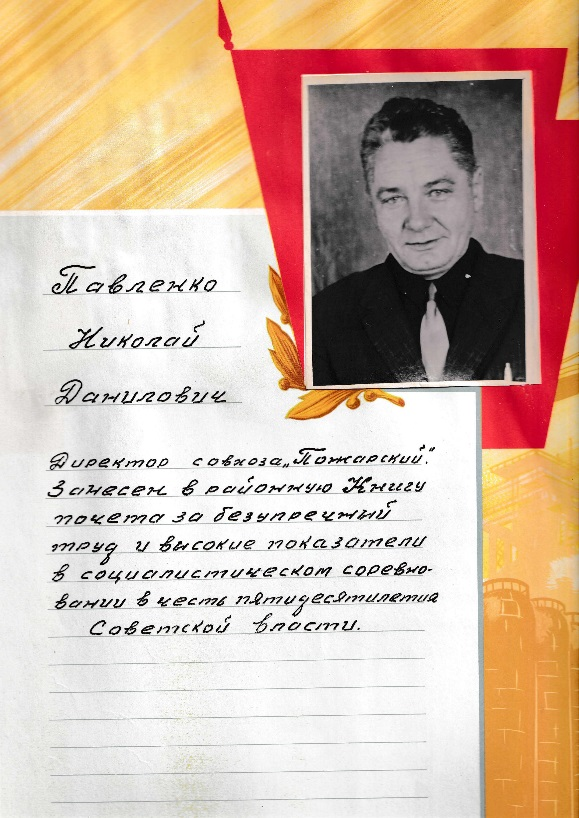 Павленко
Николай
Данилович
Директор совхоза „Пожарский".
Занесен в районную Книгу
почета за безупречный
труд и высокие показатели
в социалистическом соревно-
вании в честь пятидесятилетия
Советской власти.